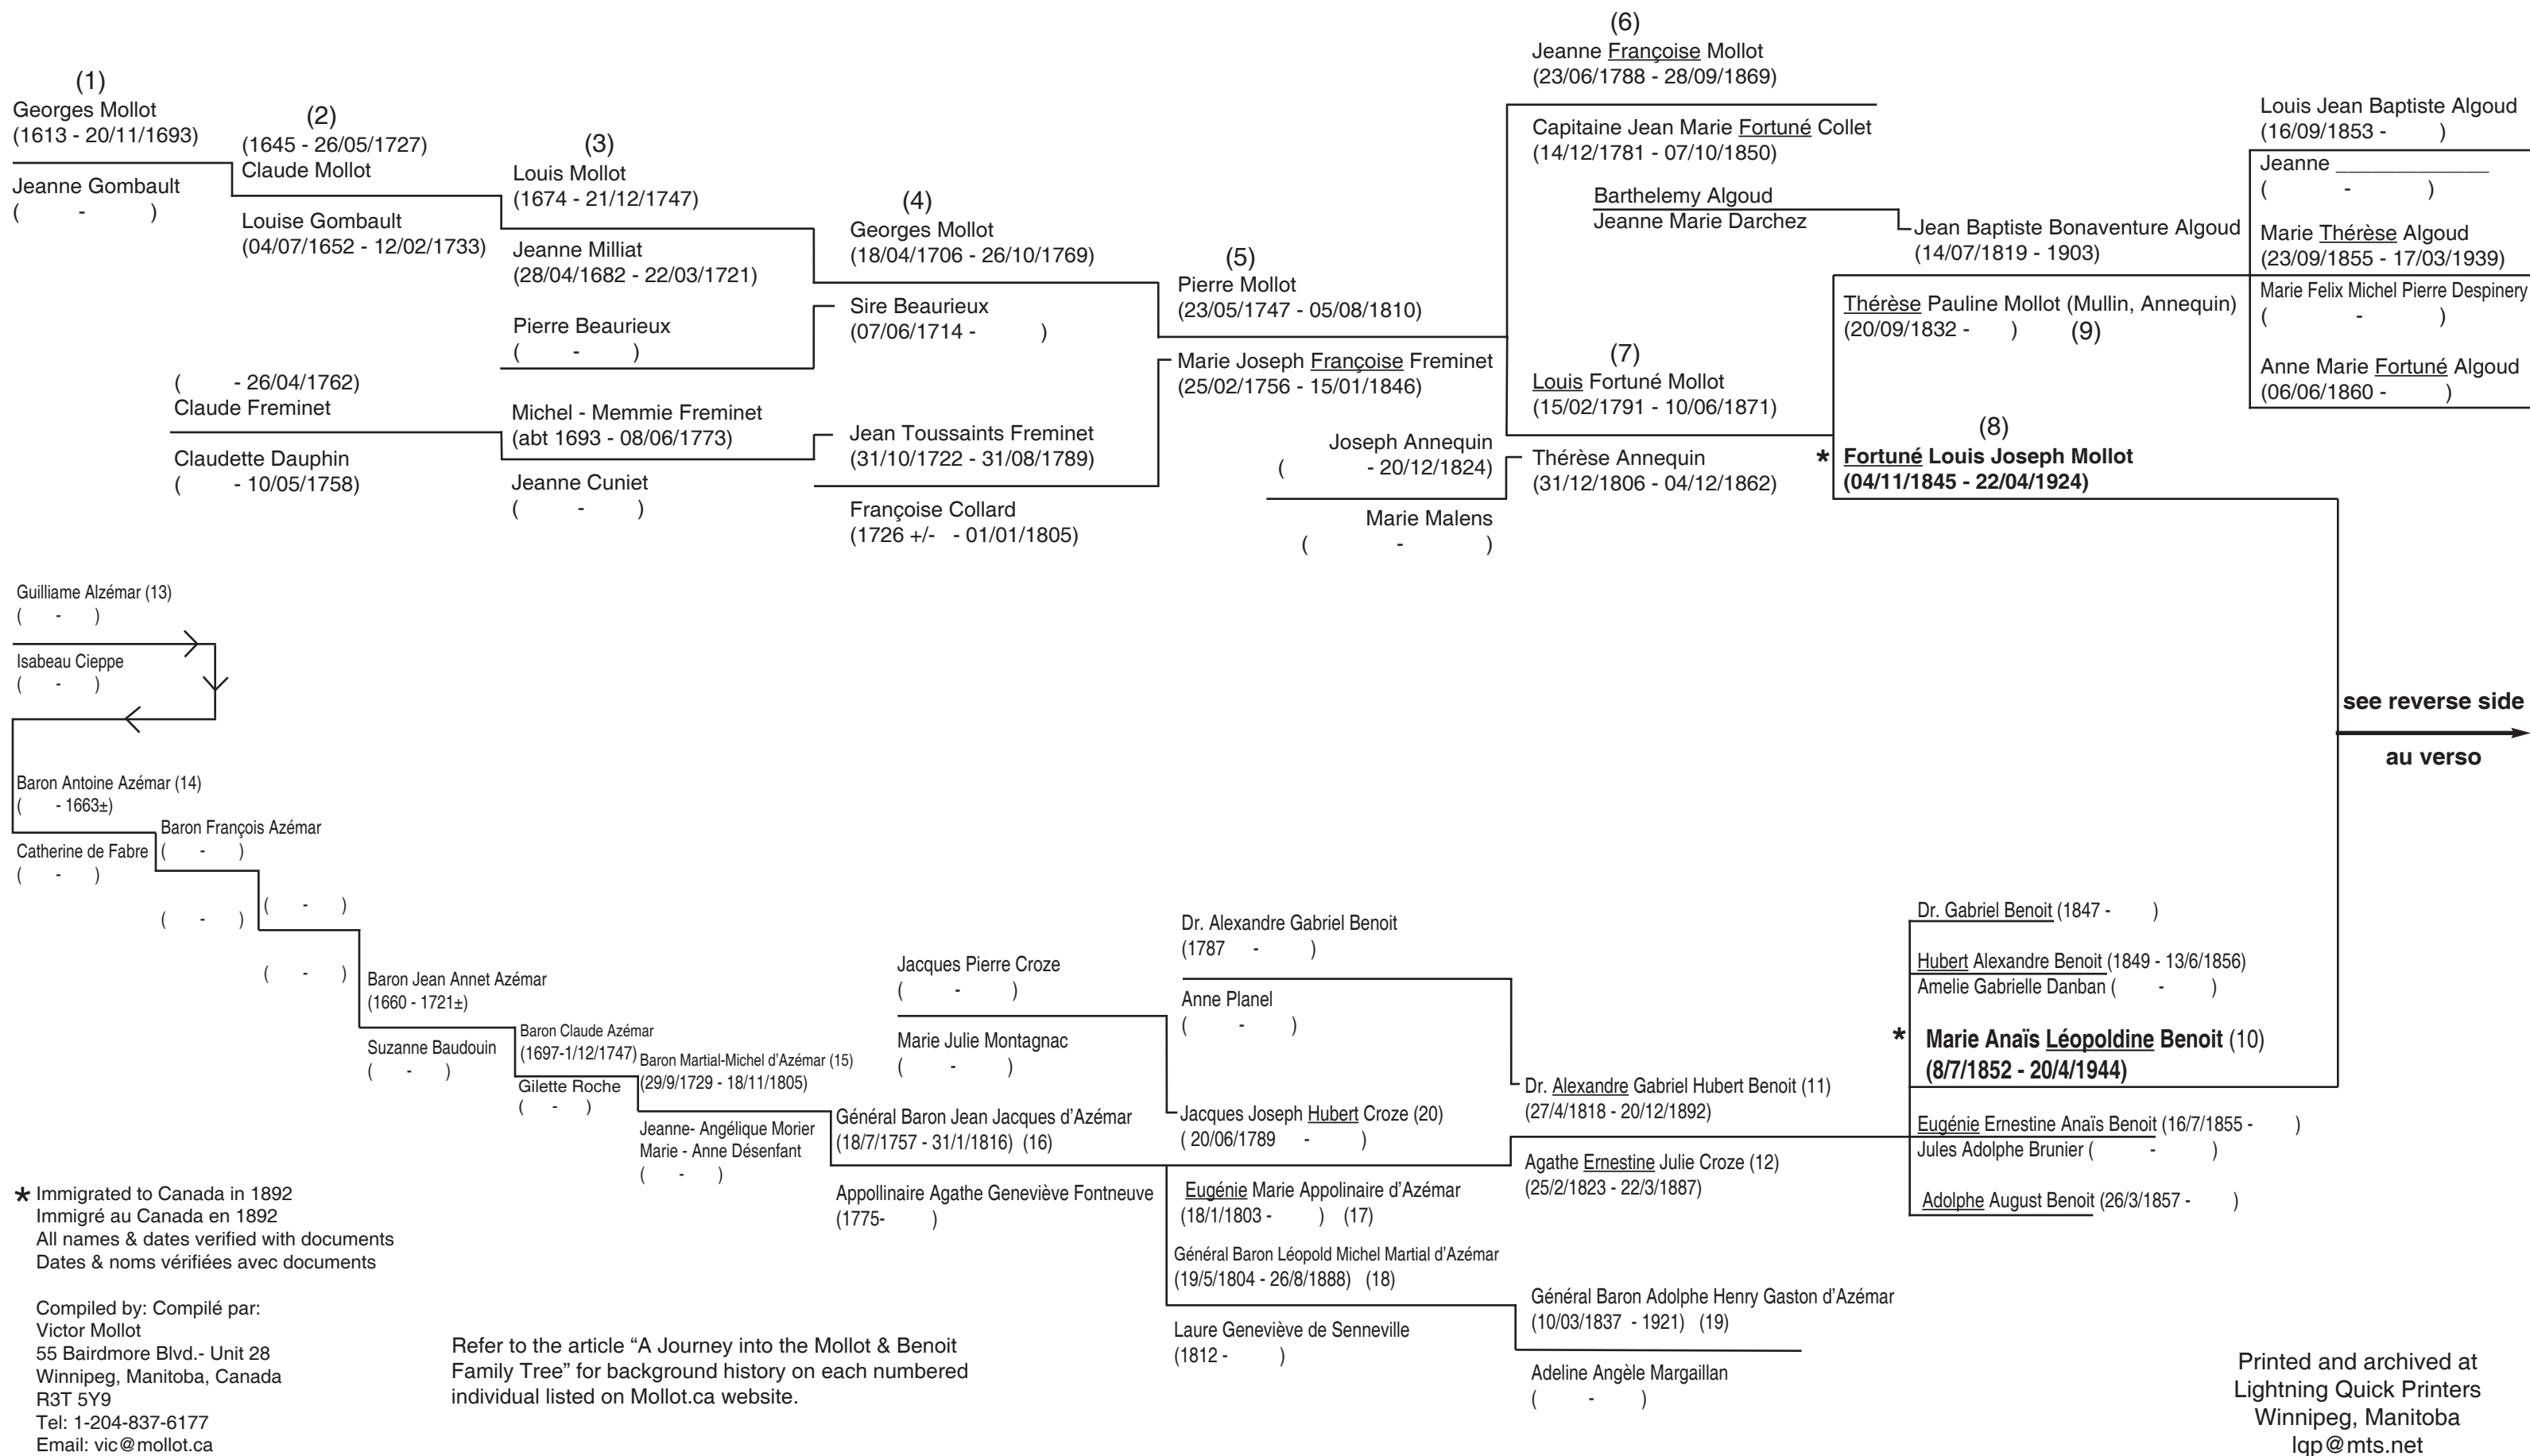 (1)
Georges Mollot
(1613 - 20/11/1693)
Jeanne Gombault
( - )
(2)
(1645 - 26/05/1727)
Claude Mollot
Louise Gombault
(04/07/1652 - 12/02/1733)
(3)
Louis Mollot
(1674 - 21/12/1747)
Jeanne Milliat
(28/04/1682 - 22/03/1721)
Pierre Beaurieux
( - )
( - 26/04/1762)
Claude Freminet
Claudette Dauphin
( - 10/05/1758)
Michel - Memmie Freminet
(abt 1693 - 08/06/1773)
Jeanne Cuniet
( - )
(4)
Georges Mollot
(18/04/1706 - 26/10/1769)
Sire Beaurieux
(07/06/1714 - )
Jean Toussaints Freminet
(31/10/1722 - 31/08/1789)
Françoise Collard
(1726 +/- - 01/01/1805)
(5)
Pierre Mollot
(23/05/1747 - 05/08/1810)
Marie Joseph Françoise Freminet
(25/02/1756 - 15/01/1846)
Joseph Annequin
( - 20/12/1824)
Marie Malens
( - )
(6)
Jeanne Françoise Mollot
(23/06/1788 - 28/09/1869)
Capitaine Jean Marie Fortuné Collet
(14/12/1781 - 07/10/1850)
Barthelemy Algoud
Jeanne Marie Darchez
(7)
Louis Fortuné Mollot
(15/02/1791 - 10/06/1871)
Thérèse Annequin
(31/12/1806 - 04/12/1862)
Jean Baptiste Bonaventure Algoud
(14/07/1819 - 1903)
Thérèse Pauline Mollot (Mullin, Annequin)
(20/09/1832 - ) (9)
(8)
* Fortuné Louis Joseph Mollot
(04/11/1845 - 22/04/1924)
Louis Jean Baptiste Algoud
(16/09/1853 - )
Jeanne ______________
( - )
Marie Thérèse Algoud
(23/09/1855 - 17/03/1939)
Marie Felix Michel Pierre Despinery
( - )
Anne Marie Fortuné Algoud
(06/06/1860 - )
see reverse side
au verso
Guilliame Alzémar (13)
( - )
Isabeau Cieppe
( - )
Baron Antoine Azémar (14)
( - 1663±)
Catherine de Fabre
( - )
Baron François Azémar
( - )
( - )
( - )
( - )
Baron Jean Annet Azémar
(1660 - 1721±)
Suzanne Baudouin
( - )
Baron Claude Azémar
(1697-1/12/1747)
Gilette Roche
( - )
Baron Martial-Michel d'Azémar (15)
(29/9/1729 - 18/11/1805)
Jeanne- Angélique Morier
Marie - Anne Désenfant
( - )
Jacques Pierre Croze
( - )
Marie Julie Montagnac
( - )
Général Baron Jean Jacques d'Azémar
(18/7/1757 - 31/1/1816) (16)
Appollinaire Agathe Geneviève Fontneuve
(1775- )
Dr. Alexandre Gabriel Benoit
(1787 - )
Anne Planel
( - )
Jacques Joseph Hubert Croze (20)
( 20/06/1789 - )
Eugénie Marie Appolinaire d'Azémar
(18/1/1803 - ) (17)
Général Baron Léopold Michel Martial d'Azémar
(19/5/1804 - 26/8/1888) (18)
Laure Geneviève de Senneville
(1812 - )
Dr. Alexandre Gabriel Hubert Benoit (11)
(27/4/1818 - 20/12/1892)
Agathe Ernestine Julie Croze (12)
(25/2/1823 - 22/3/1887)
Général Baron Adolphe Henry Gaston d'Azémar
(10/03/1837 - 1921) (19)
Adeline Angèle Margaillan
( - )
Dr. Gabriel Benoit (1847 - )
Hubert Alexandre Benoit (1849 - 13/6/1856)
Amelie Gabrielle Danban ( - )
* Marie Anaïs Léopoldine Benoit (10)
(8/7/1852 - 20/4/1944)
Eugénie Ernestine Anaïs Benoit (16/7/1855 - )
Jules Adolphe Brunier ( - )
Adolphe August Benoit (26/3/1857 - )
* Immigrated to Canada in 1892
Immigré au Canada en 1892
All names & dates verified with documents
Dates & noms vérifiées avec documents
Compiled by: Compilé par:
Victor Mollot
55 Bairdmore Blvd.- Unit 28
Winnipeg, Manitoba, Canada
R3T 5Y9
Tel: 1-204-837-6177
Email: vic@mollot.ca
Refer to the article “A Journey into the Mollot & Benoit
Family Tree” for background history on each numbered
individual listed on Mollot.ca website.
Printed and archived at
Lightning Quick Printers
Winnipeg, Manitoba
lqp@mts.net